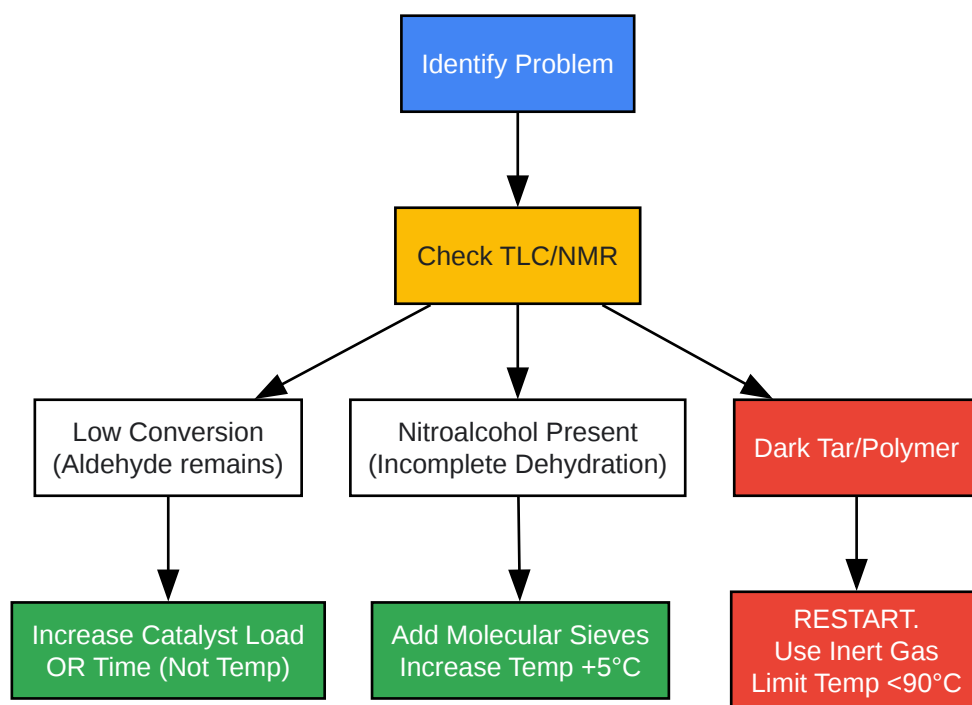 Identify Problem
Check TLC/NMR
Low Conversion
(Aldehyde remains)
Nitroalcohol Present
(Incomplete Dehydration)
Dark Tar/Polymer
Increase Catalyst Load
OR Time (Not Temp)
Add Molecular Sieves
Increase Temp +5°C
RESTART.
Use Inert Gas
Limit Temp <90°C